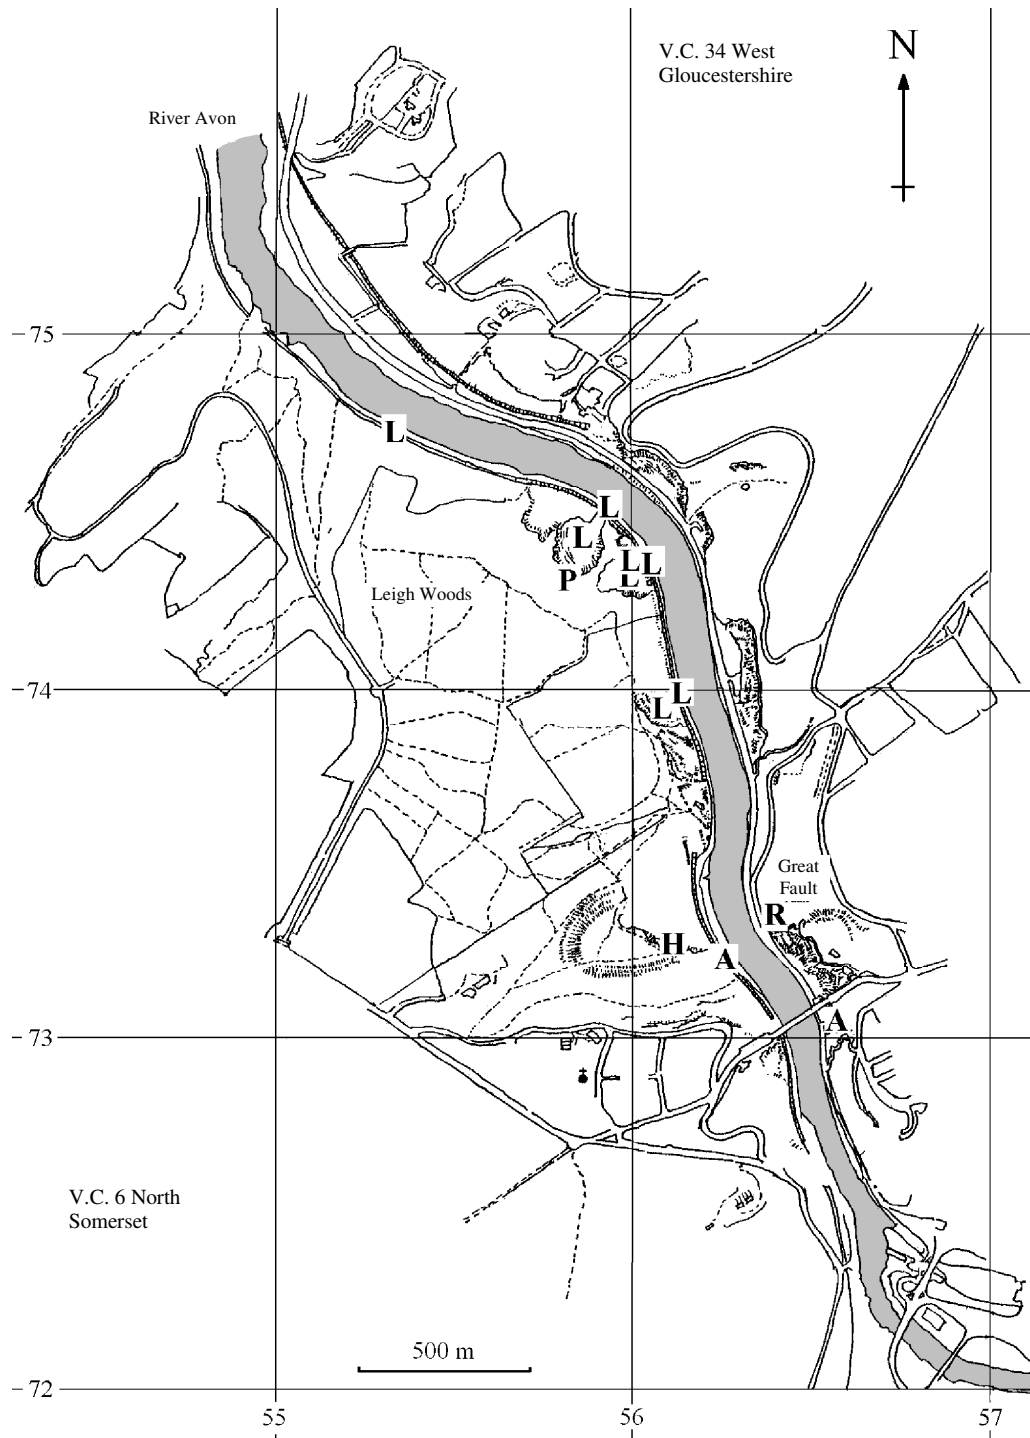 V.C. 34 West
Gloucestershire
N
River Avon
75
L
L
L
L
L
L
P
Leigh Woods
74
L
L
Great
Fault
R
H
A
A
73
V.C. 6 North
Somerset
500 m
72
55
56
57